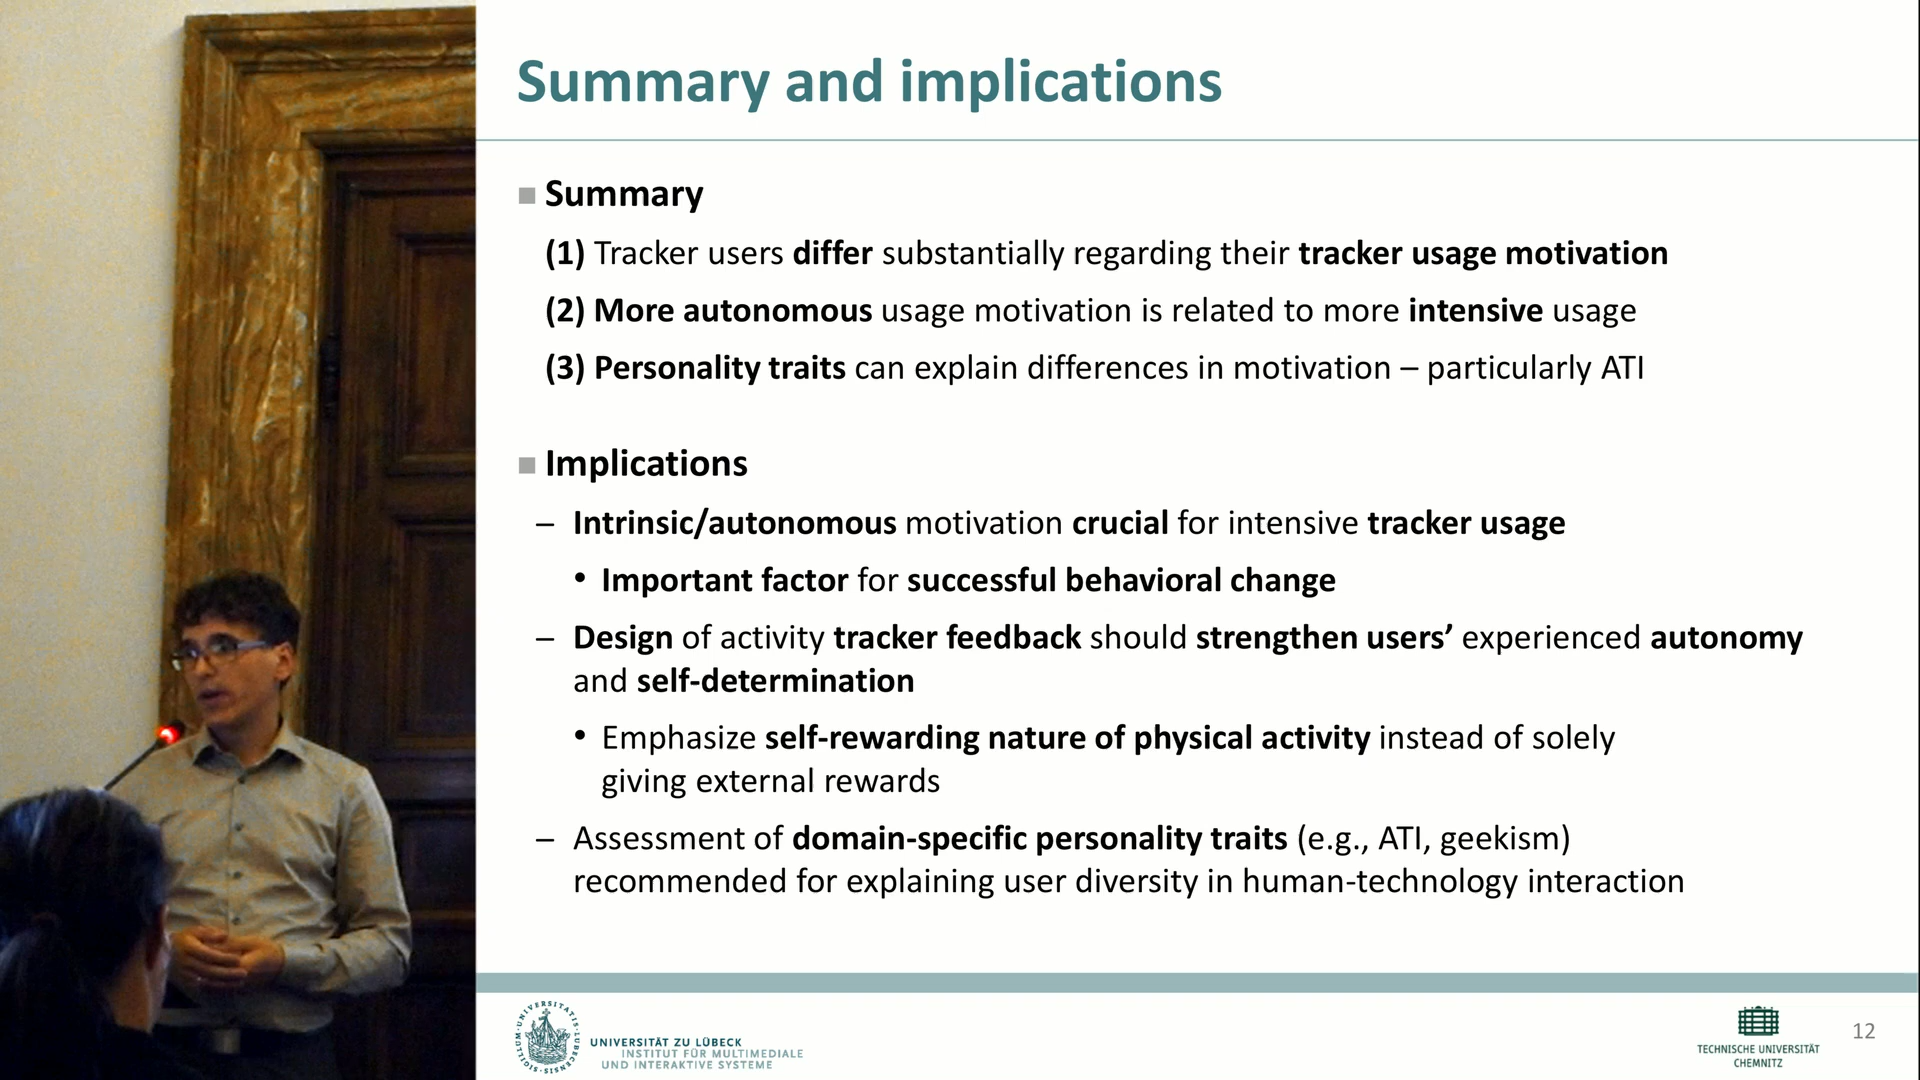 Summary and implications
Summary
(1) Tracker users differ substantially regarding their tracker usage motivation
(2) More autonomous usage motivation is related to more intensive usage
(3) Personality traits can explain differences in motivation – particularly ATI
Implications
– Intrinsic/autonomous motivation crucial for intensive tracker usage
• Important factor for successful behavioral change
– Design of activity tracker feedback should strengthen users’ experienced autonomy
and self-determination
• Emphasize self-rewarding nature of physical activity instead of solely
giving external rewards
– Assessment of domain-specific personality traits (e.g., ATI, geekism)
recommended for explaining user diversity in human-technology interaction
UNIVERSITÄT ZU LÜBECK
INSTITUT FÜR MULTIMEDIALE
UND INTERAKTIVE SYSTEME
TECHNISCHE UNIVERSITÄT
CHEMNITZ
12